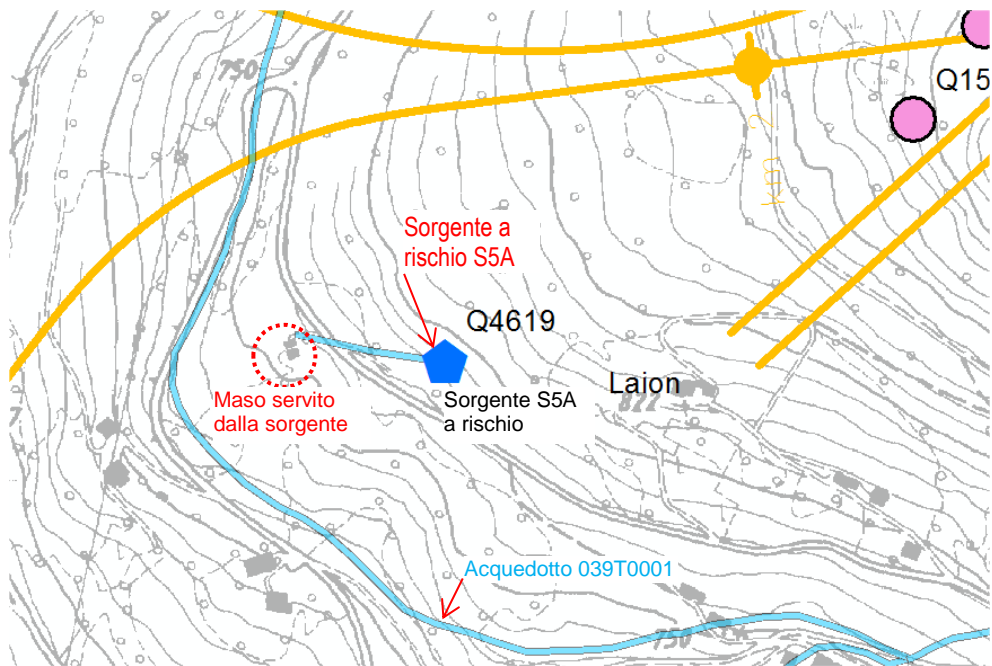 750
Q15
Sorgente a
rischio S5A
Q4619
Laion
822
Maso servito
dalla sorgente
Sorgente S5A
a rischio
Acquedotto 039T0001
750